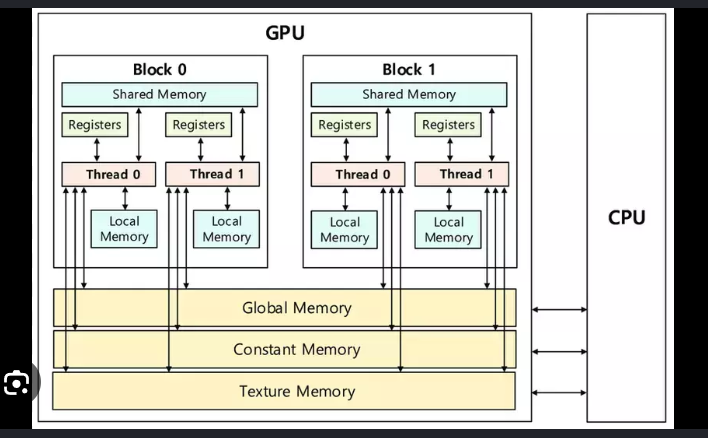 GPU
Block 0
Block 1
Shared Memory
Shared Memory
Registers
Registers
Registers
Registers
Thread 0
Thread 1
Thread 0
Thread 1
Local
Memory
Local
Memory
Local
Memory
Local
Memory
CPU
Global Memory
Constant Memory
Texture Memory